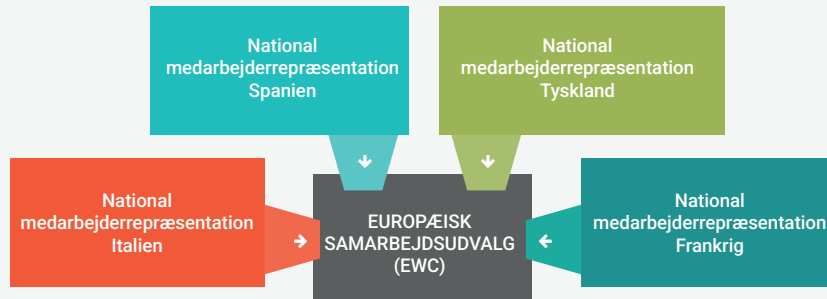 National
medarbejderrepræsentation
Spanien
National
medarbejderrepræsentation
Tyskland
National
medarbejderrepræsentation
Italien
EUROPÆISK
SAMARBEJDSUDVALG
(EWC)
National
medarbejderrepræsentation
Frankrig